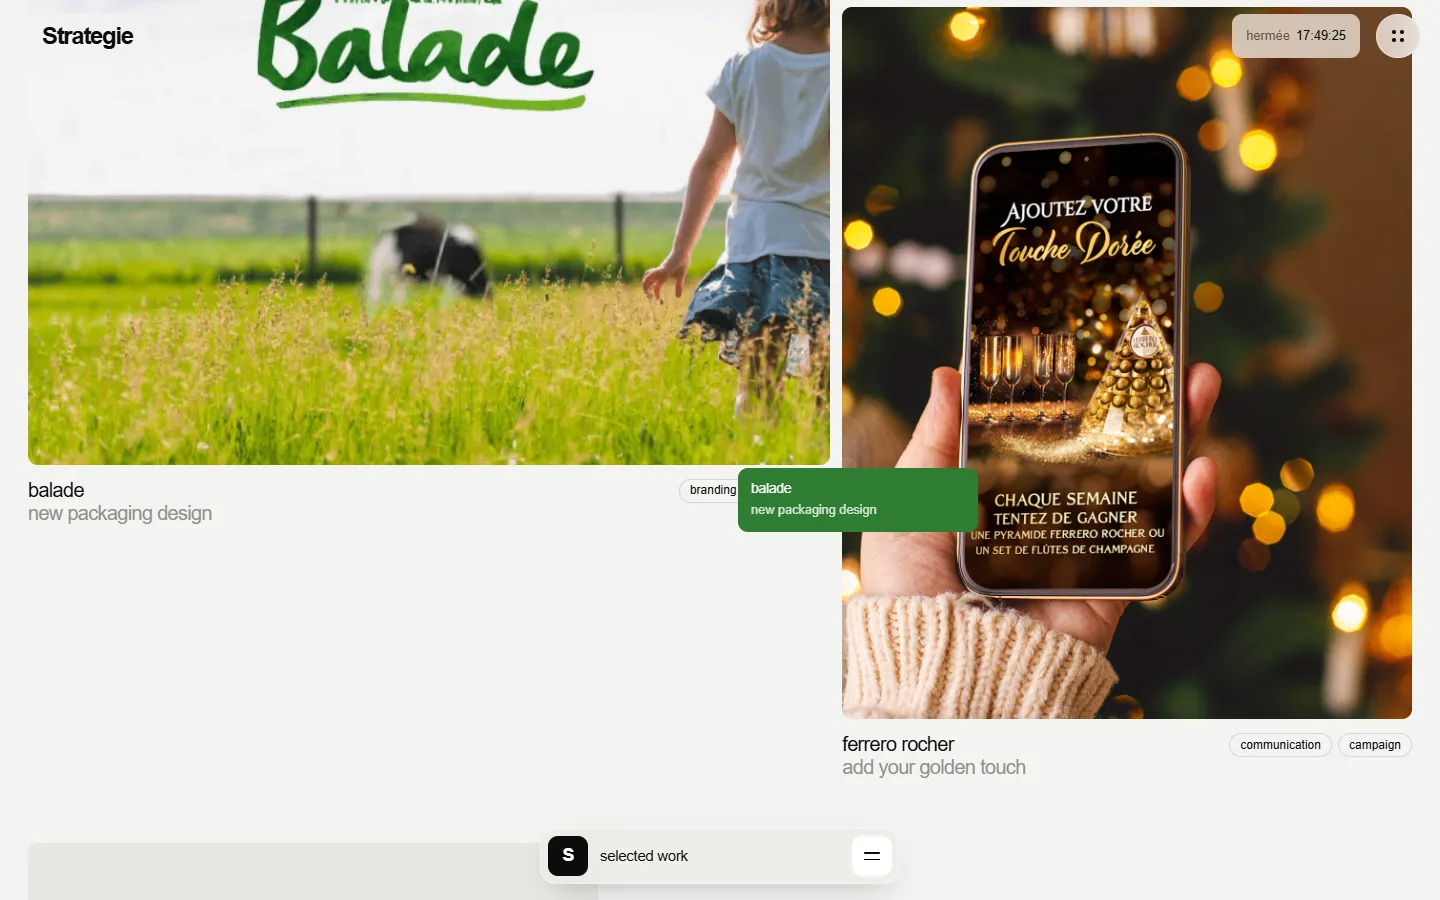 Balade
Strategie
hermée 17:49:25
AJOUTEZ VOTRE
Touche Dorée
FERRERO
ROCHER
CHAQUE SEMAINE
TENTEZ DE GAGNER
UNE PYRAMIDE FERRERO ROCHER OU
UN SET DE FLÛTES DE CHAMPAGNE
balade
new packaging design
branding
balade
new packaging design
ferrero rocher
add your golden touch
communication
campaign
S
selected work